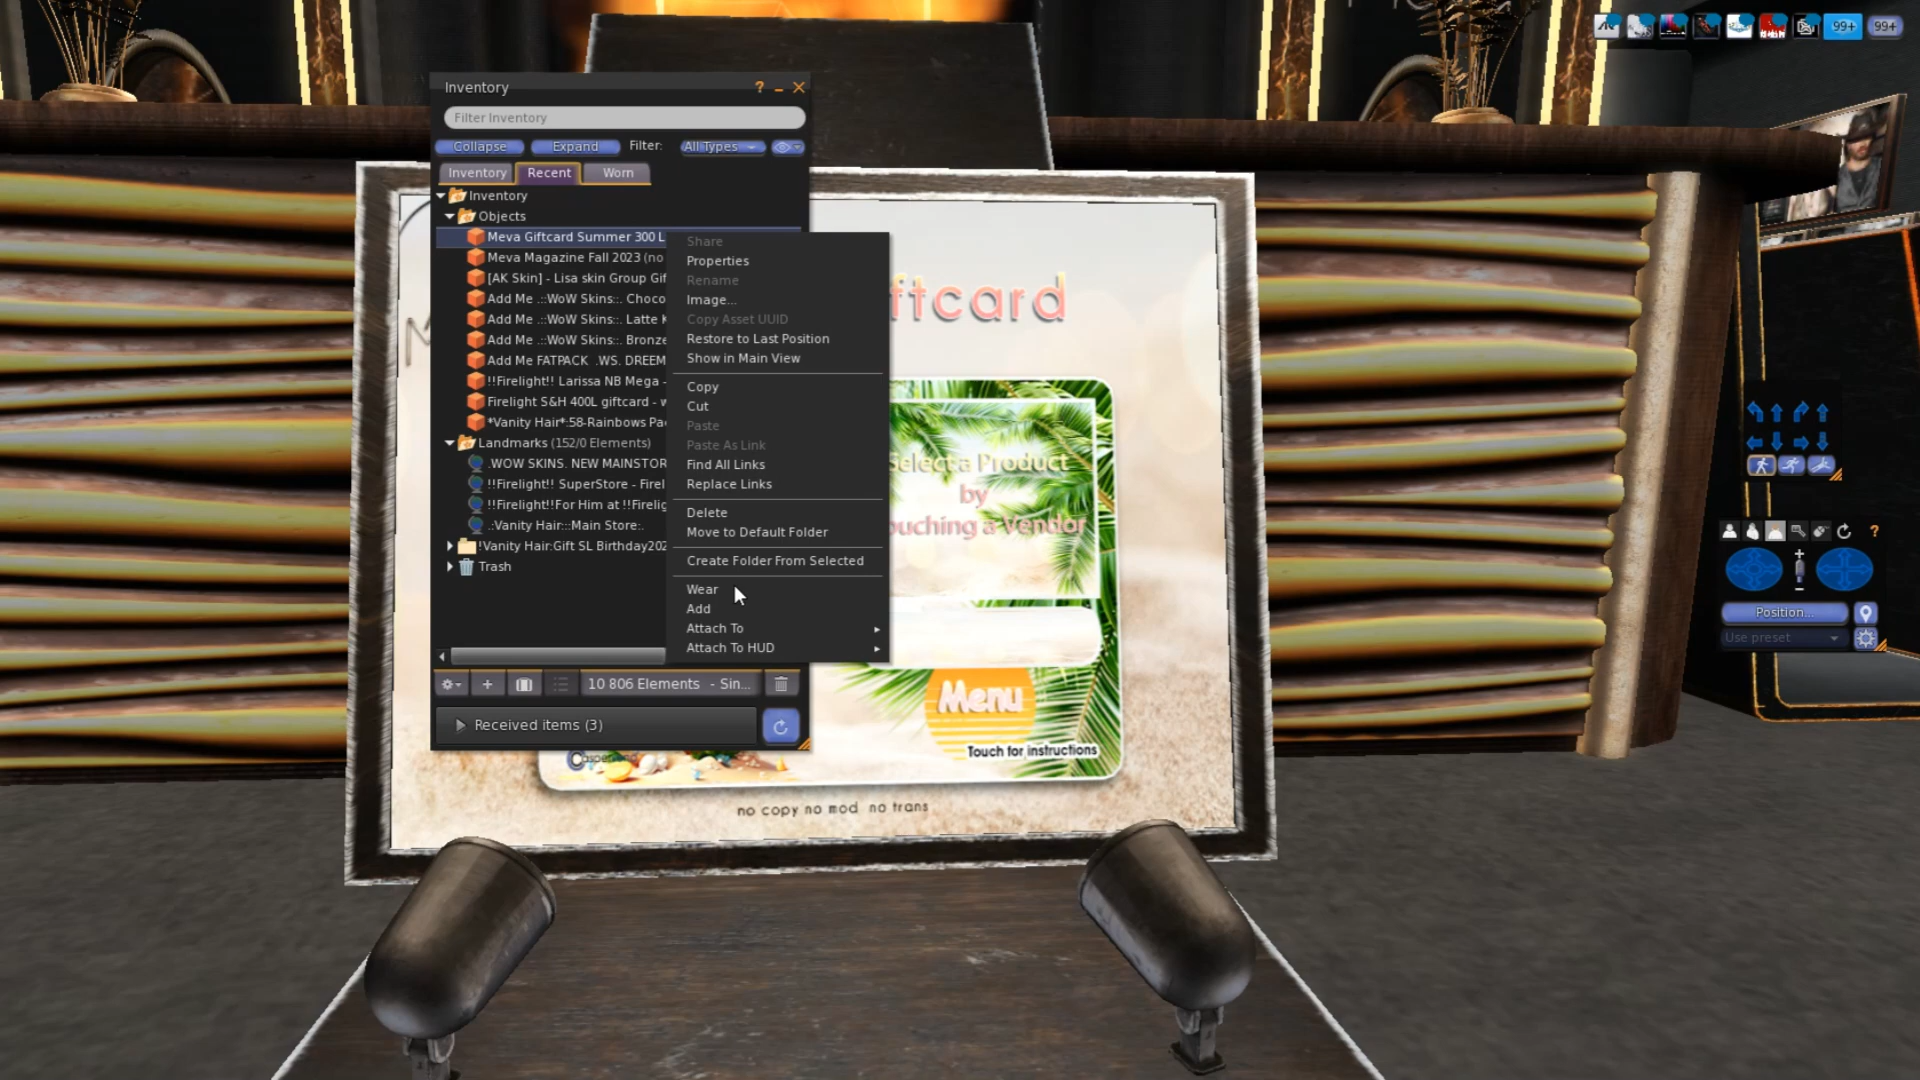 Inventory
?
Filter Inventory
Collapse Expand Filter: All Types
Inventory Recent Worn
Inventory
Objects
Meva Giftcard Summer 300 L
Meva Magazine Fall 2023 (no
[AK Skin] - Lisa skin Group Gif
Add Me .::WoW Skins::. Choco
Add Me .::WoW Skins::. Latte
Add Me .::WoW Skins::. Bronze
Add Me FATPACK .WS. DREEM
!!Firelight!! Larissa NB Mega -
Firelight S&H 400L giftcard - w
*Vanity Hair*:58-Rainbows Pa
Landmarks (152/0 Elements)
.WOW SKINS. NEW MAINSTOR
!!Firelight!! SuperStore - Firel
!!Firelight!!For Him at !!Firelig
.:Vanity Hair:::Main Store:.
!Vanity Hair:Gift SL Birthday202
Trash
10 806 Elements - Sin...
Received items (3)
Share
Properties
Rename
Image...
Copy Asset UUID
Restore to Last Position
Show in Main View
Copy
Cut
Paste
Paste As Link
Find All Links
Replace Links
Delete
Move to Default Folder
Create Folder From Selected
Wear
Add
Attach To
Attach To HUD
ftcard
Select a Product
by
ouching a Vendor
Menu
Touch for instructions
no copy no mod no trans
99+ 99+
?
Position...
Use preset